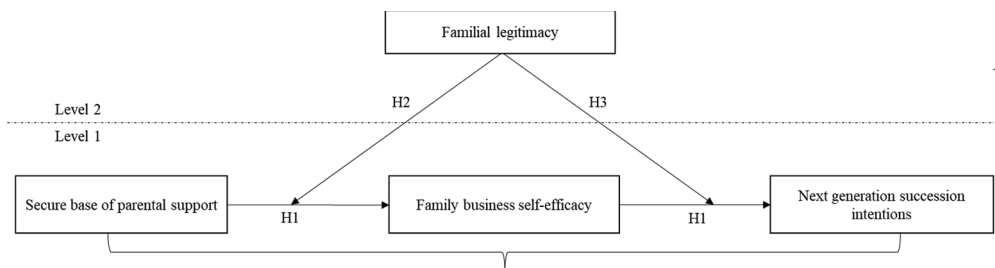 Familial legitimacy
H2
H3
Level 2
Level 1
Secure base of parental support
H1
Family business self-efficacy
H1
Next generation succession
intentions